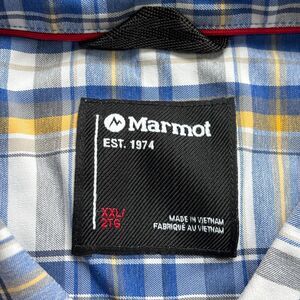 Marmot
EST. 1974
XXL/
2TG
MADE IN VIETNAM
FABRIQUÉ AU VIETNAM